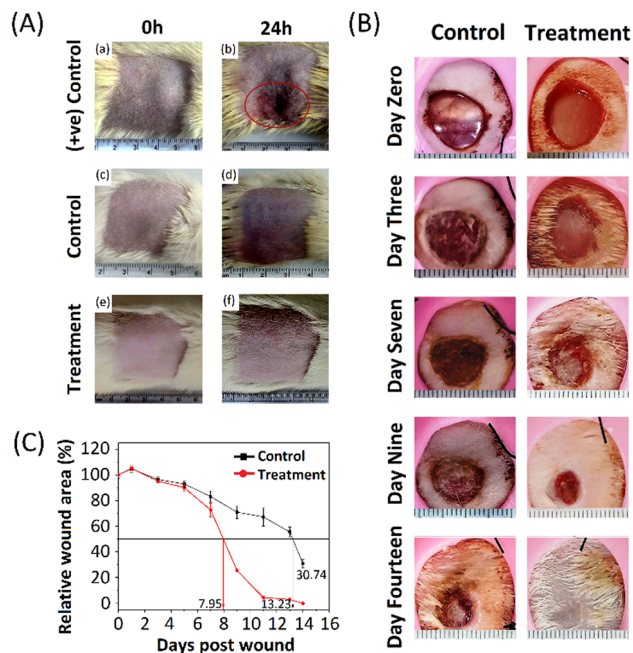 (A)
0h
24h
(+ve) Control
(a)
(b)
Control
(c)
(d)
Treatment
(e)
(f)
(B)
Control
Treatment
Day Zero
Day Three
Day Seven
Day Nine
Day Fourteen
(C)
Relative wound area (%)
120
100
80
60
40
20
0
Control
Treatment
30.74
7.95
13.23
0 2 4 6 8 10 12 14 16
Days post wound